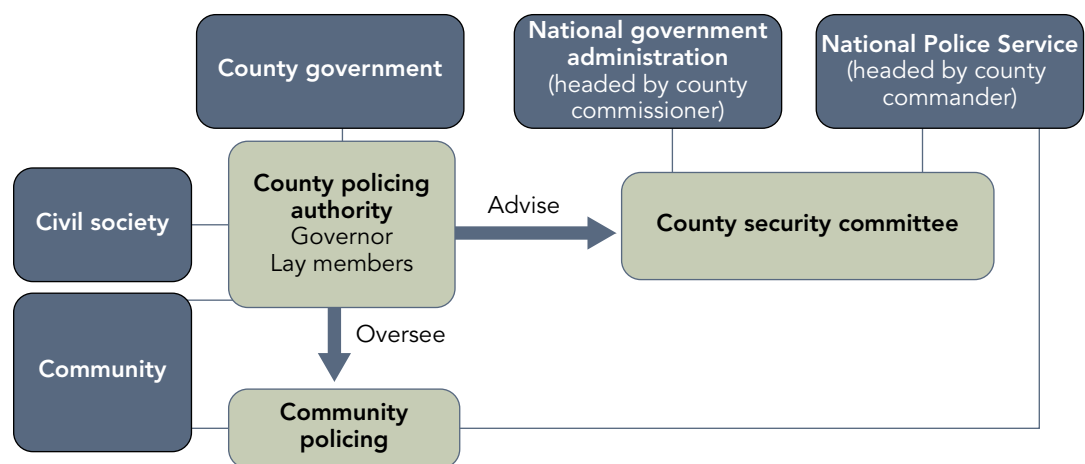 County government
National government
administration
(headed by county
commissioner)
National Police Service
(headed by county
commander)
Civil society
County policing
authority
Governor
Lay members
Advise
County security committee
Community
Oversee
Community
policing